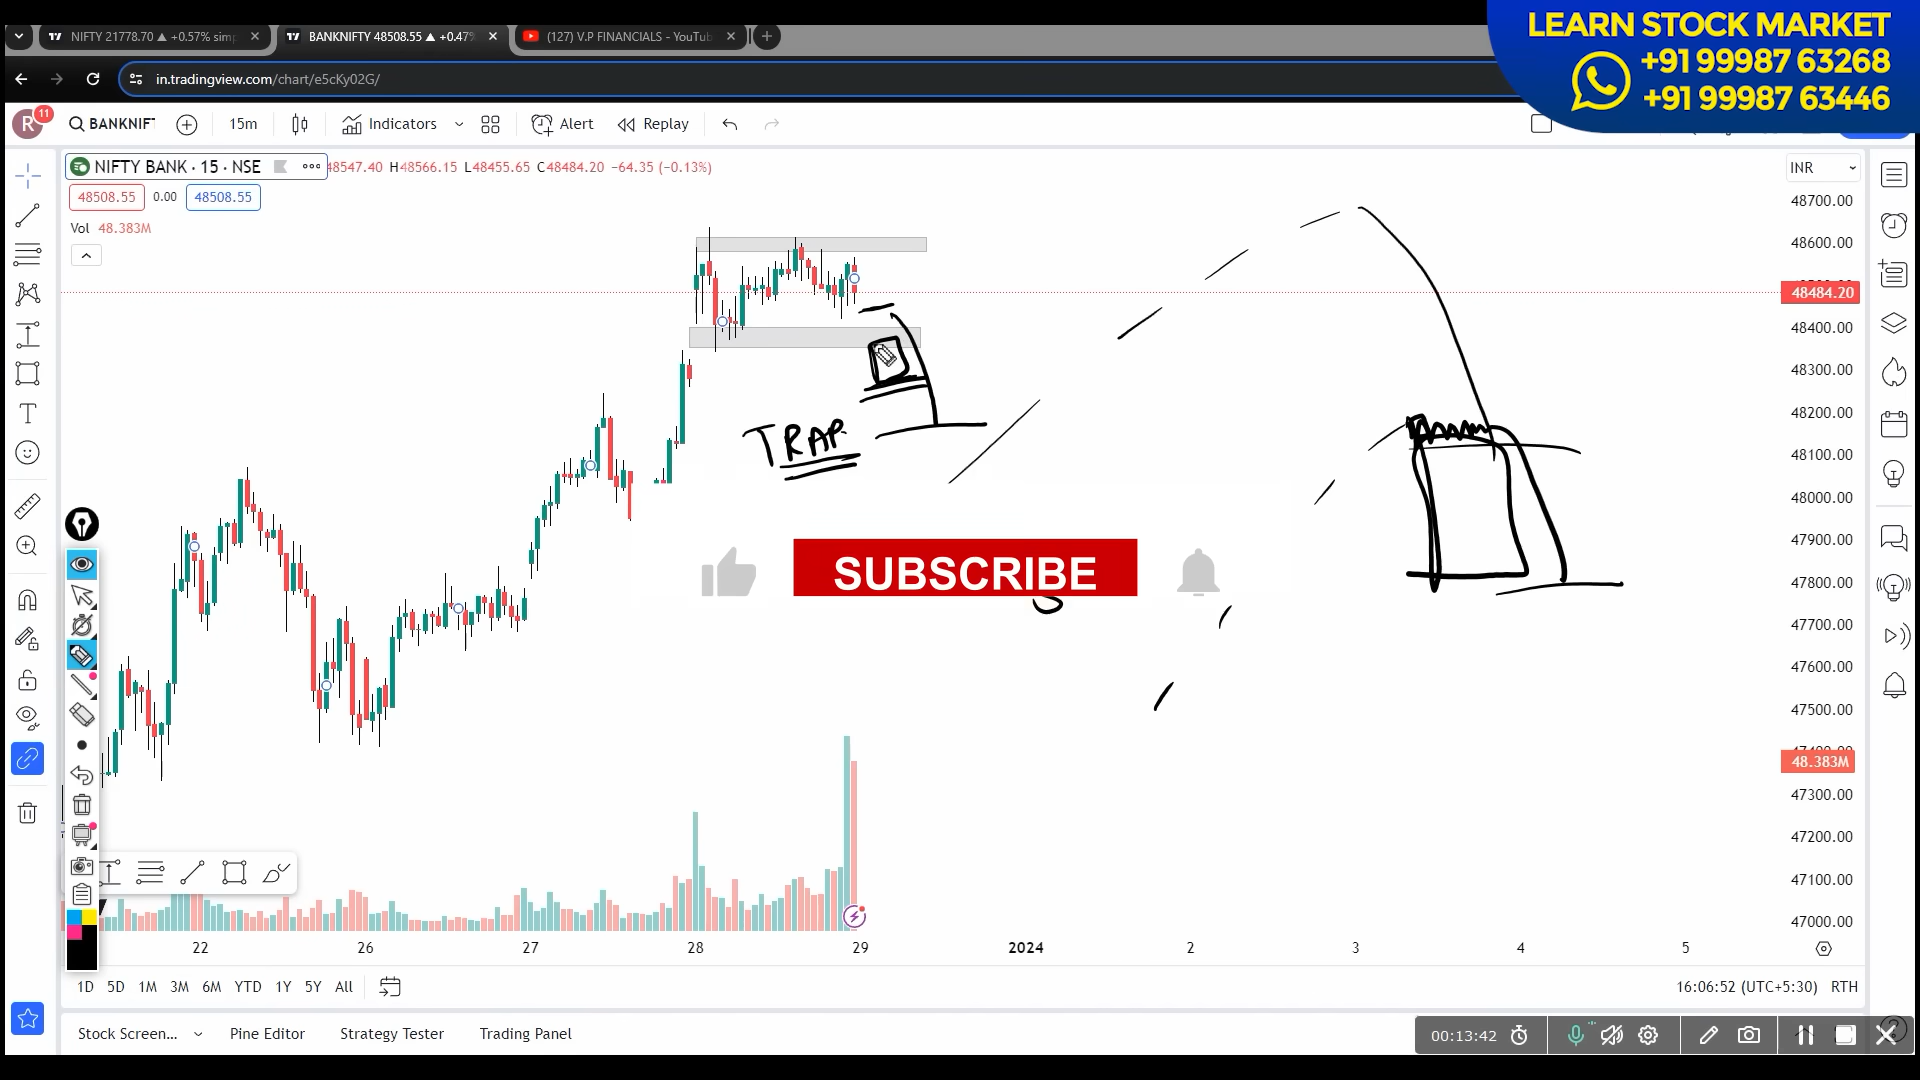 NIFTY 21778.70 ▲ +0.57% simp
BANKNIFTY 48508.55 ▲ +0.47%
(127) V.P FINANCIALS - YouTub
LEARN STOCK MARKET
+91 99987 63268
+91 99987 63446
in.tradingview.com/chart/e5cKy02G/
R
11
BANKNIFT
15m
Indicators
Alert
Replay
NIFTY BANK · 15 · NSE
48547.40 H48566.15 L48455.65 C48484.20 −64.35 (−0.13%)
INR
48508.55
0.00
48508.55
Vol 48.383M
48700.00
48600.00
48484.20
48400.00
48300.00
48200.00
48100.00
48000.00
47900.00
47800.00
47700.00
47600.00
47500.00
48.383M
47300.00
47200.00
47100.00
47000.00
TRAP
SUBSCRIBE
22
26
27
28
29
2024
2
3
4
5
1D 5D 1M 3M 6M YTD 1Y 5Y All
16:06:52 (UTC+5:30) RTH
Stock Screen... Pine Editor Strategy Tester Trading Panel
00:13:42